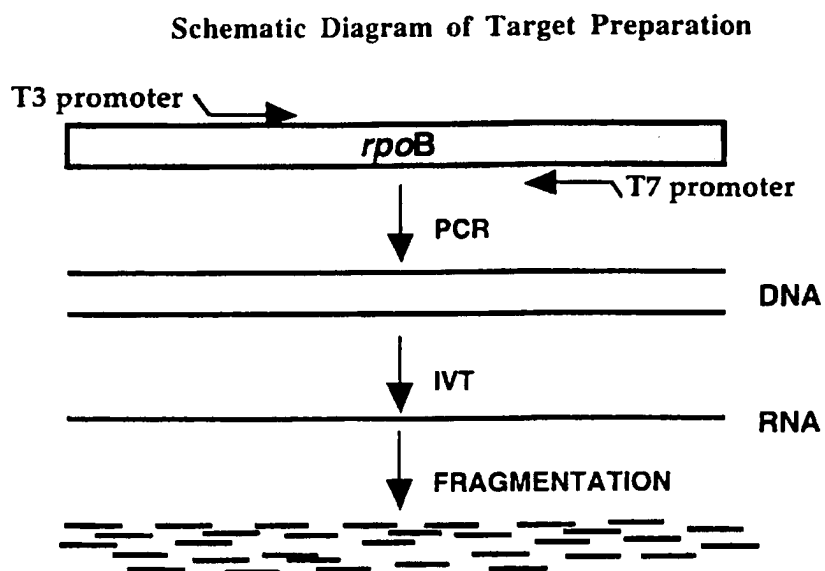 Schematic Diagram of Target Preparation
T3 promoter
rpoB
T7 promoter
PCR
DNA
IVT
RNA
FRAGMENTATION